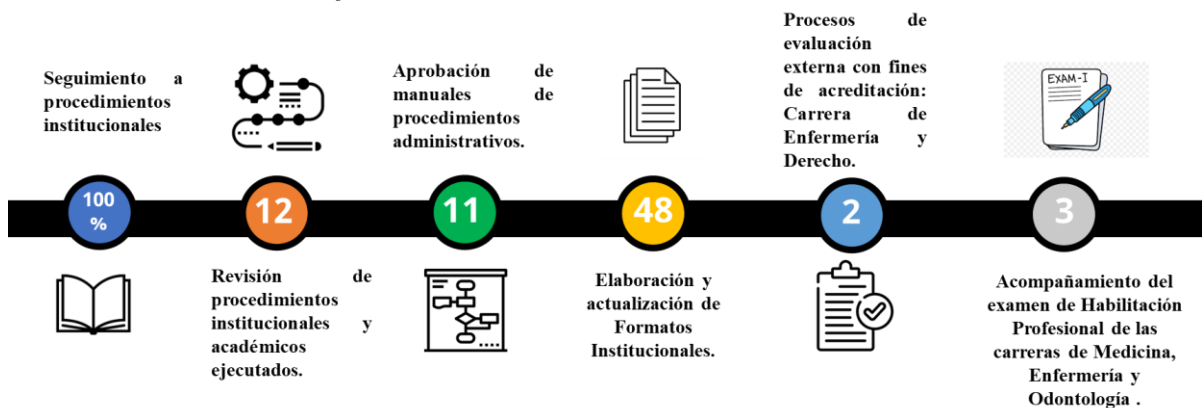 Seguimiento a
procedimientos
institucionales
100
%
12
Revisión de
procedimientos
institucionales y
académicos
ejecutados.
Aprobación de
manuales de
procedimientos
administrativos.
11
48
Elaboración y
actualización de
Formatos
Institucionales.
Procesos de
evaluación
externa con fines
de acreditación:
Carrera de
Enfermería y
Derecho.
2
EXAM-I
3
Acompañamiento del
examen de Habilitación
Profesional de las
carreras de Medicina,
Enfermería y
Odontología .